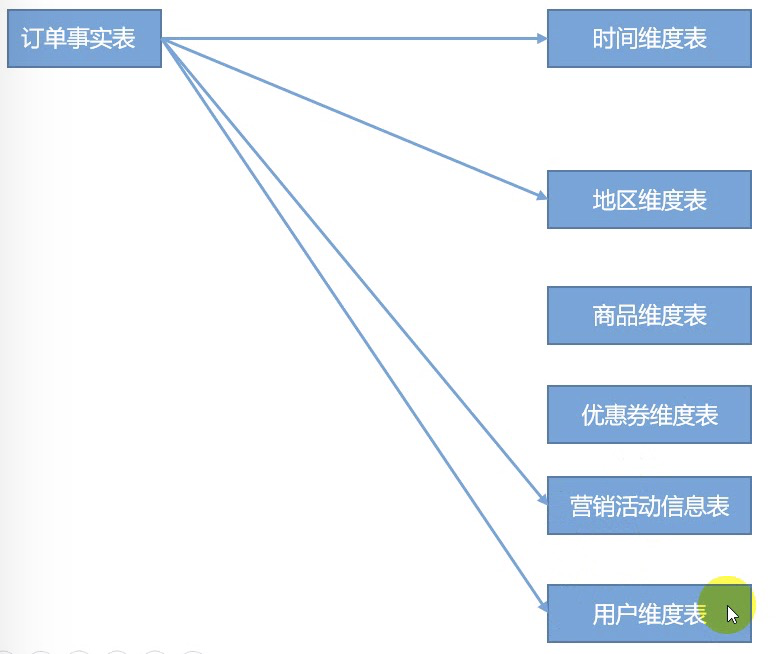 订单事实表
时间维度表
地区维度表
商品维度表
优惠券维度表
营销活动信息表
用户维度表